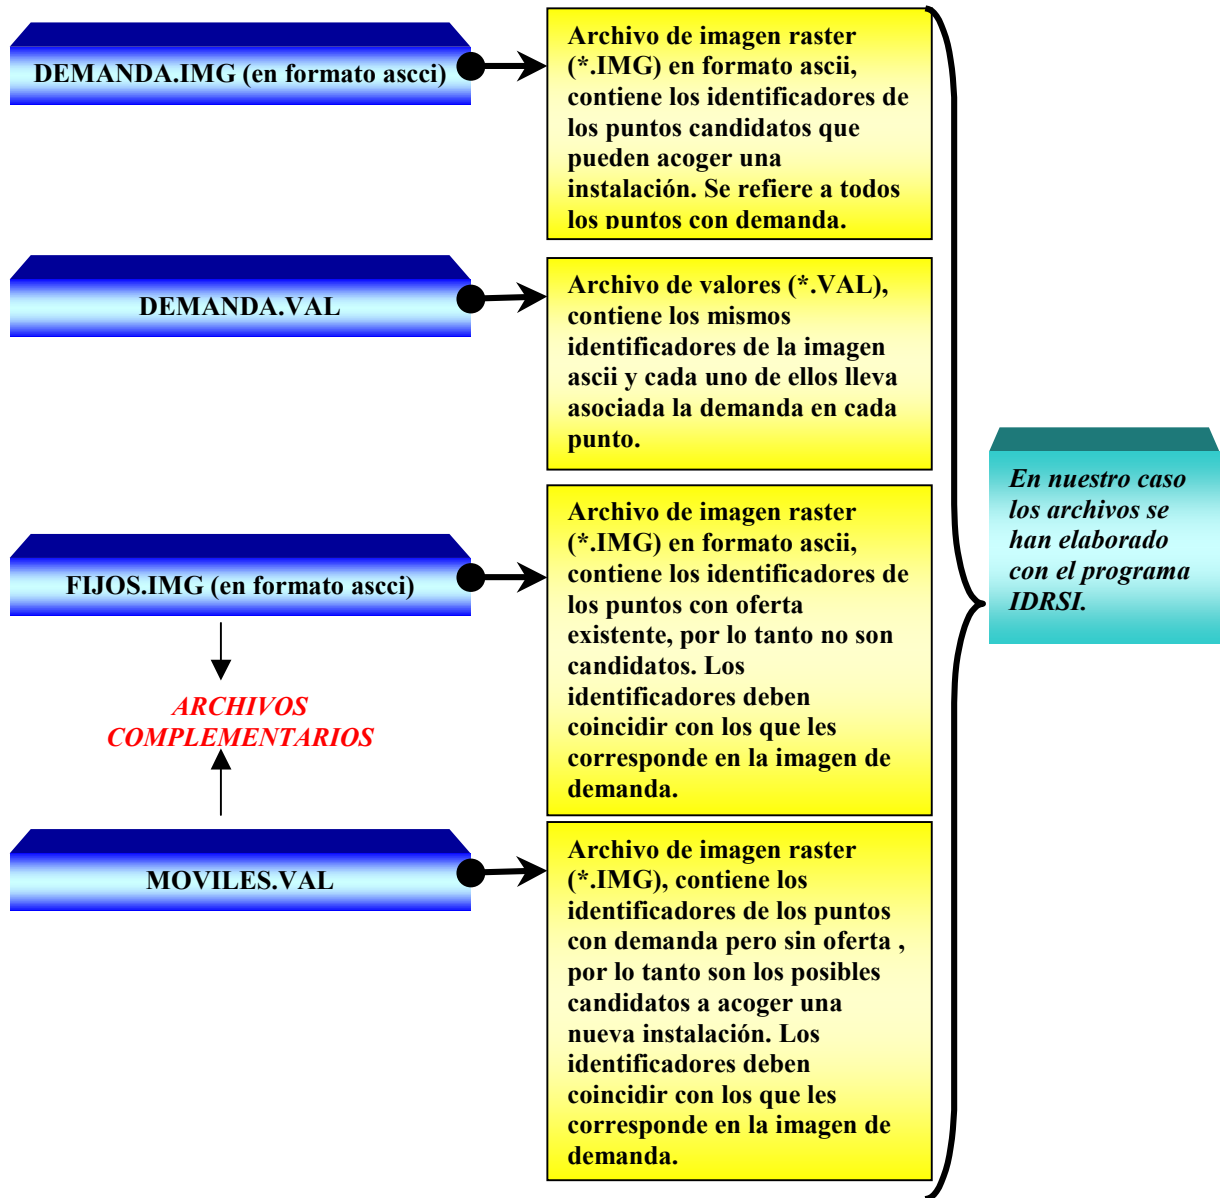 DEMANDA.IMG (en formato ascci)
Archivo de imagen raster
(*.IMG) en formato ascii,
contiene los identificadores de
los puntos candidatos que
pueden acoger una
instalación. Se refiere a todos
los puntos con demanda.
DEMANDA.VAL
Archivo de valores (*.VAL),
contiene los mismos
identificadores de la imagen
ascii y cada uno de ellos lleva
asociada la demanda en cada
punto.
FIJOS.IMG (en formato ascci)
Archivo de imagen raster
(*.IMG) en formato ascii,
contiene los identificadores de
los puntos con oferta
existente, por lo tanto no son
candidatos. Los
identificadores deben
coincidir con los que les
corresponde en la imagen de
demanda.
ARCHIVOS
COMPLEMENTARIOS
MOVILES.VAL
Archivo de imagen raster
(*.IMG), contiene los
identificadores de los puntos
con demanda pero sin oferta ,
por lo tanto son los posibles
candidatos a acoger una
nueva instalación. Los
identificadores deben
coincidir con los que les
corresponde en la imagen de
demanda.
En nuestro caso
los archivos se
han elaborado
con el programa
IDRSI.